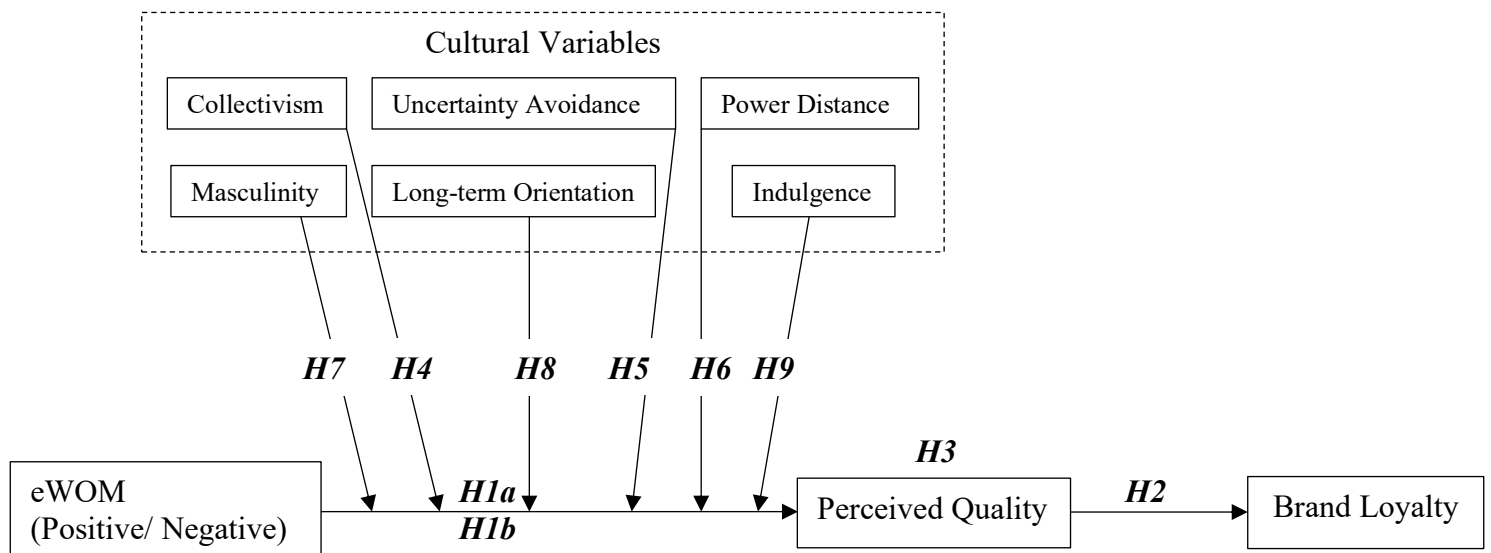 Cultural Variables
Collectivism
Uncertainty Avoidance
Power Distance
Masculinity
Long-term Orientation
Indulgence
H7
H4
H8
H5
H6
H9
H3
H1a
H2
eWOM
(Positive/ Negative)
H1b
Perceived Quality
Brand Loyalty